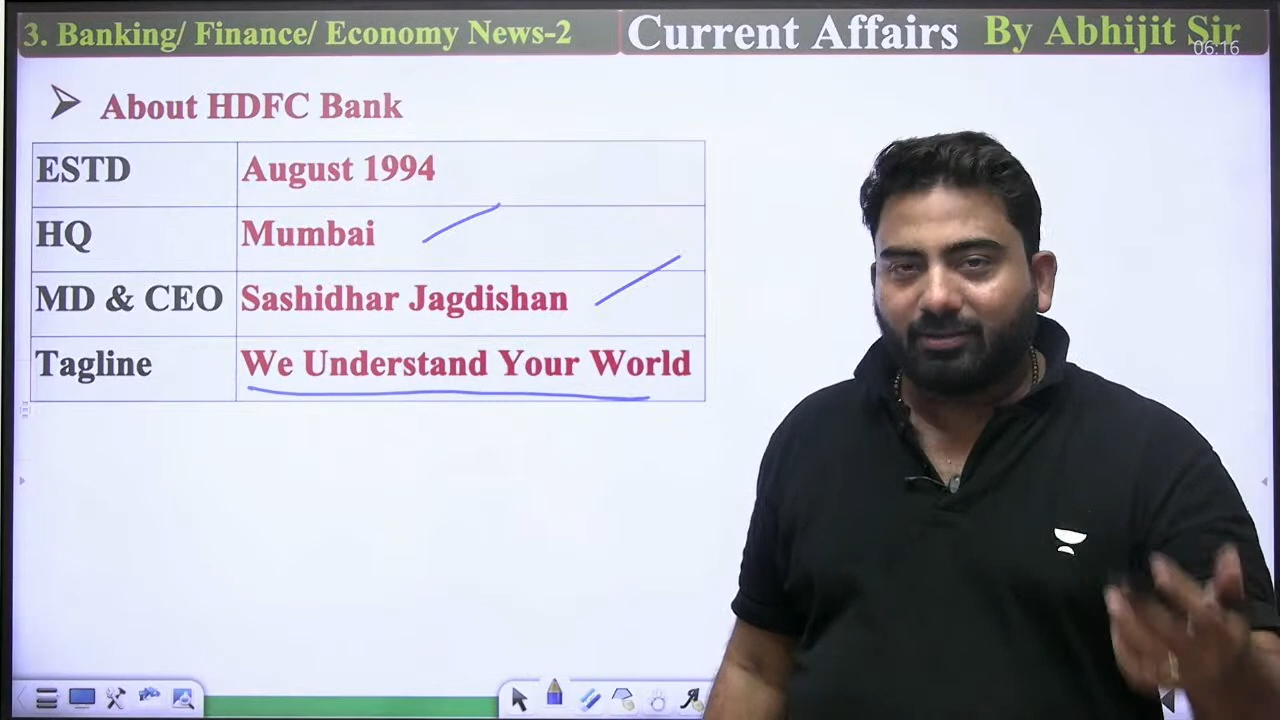 3. Banking/ Finance/ Economy News-2
Current Affairs By Abhijit Sir
06:16
About HDFC Bank
ESTD August 1994
HQ Mumbai
MD & CEO Sashidhar Jagdishan
Tagline We Understand Your World